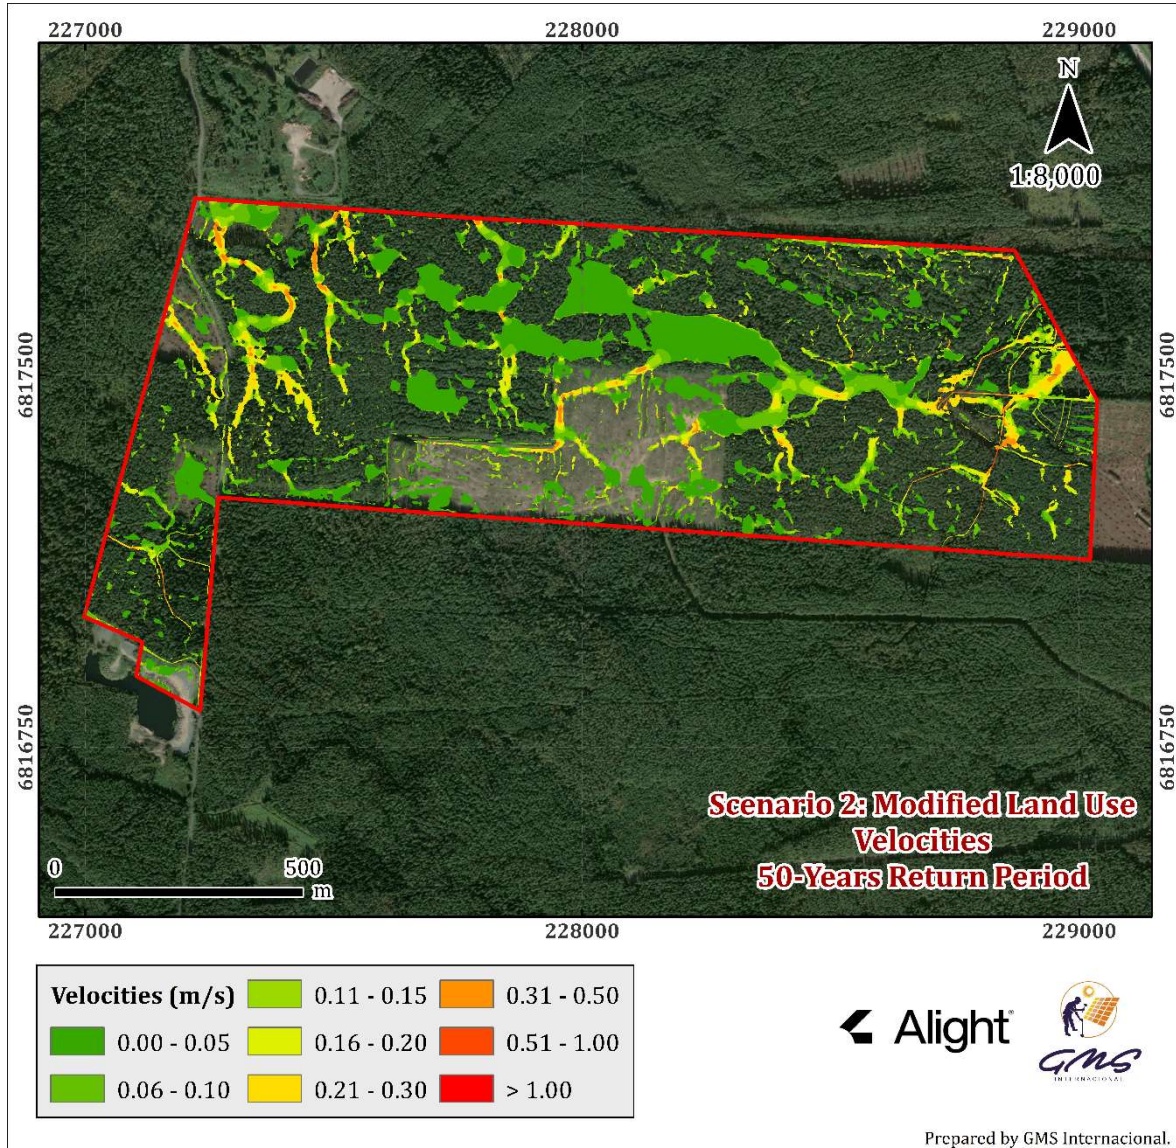 227000 228000 229000
N
1:8,000
6817500 6817500
6816750 6816750
Scenario 2: Modified Land Use
Velocities
50-Years Return Period
0 500
m
227000 228000 229000
Velocities (m/s) 0.11 - 0.15 0.31 - 0.50
0.00 - 0.05 0.16 - 0.20 0.51 - 1.00
0.06 - 0.10 0.21 - 0.30 > 1.00
Alight
GMS
INTERNACIONAL
Prepared by GMS Internacional.